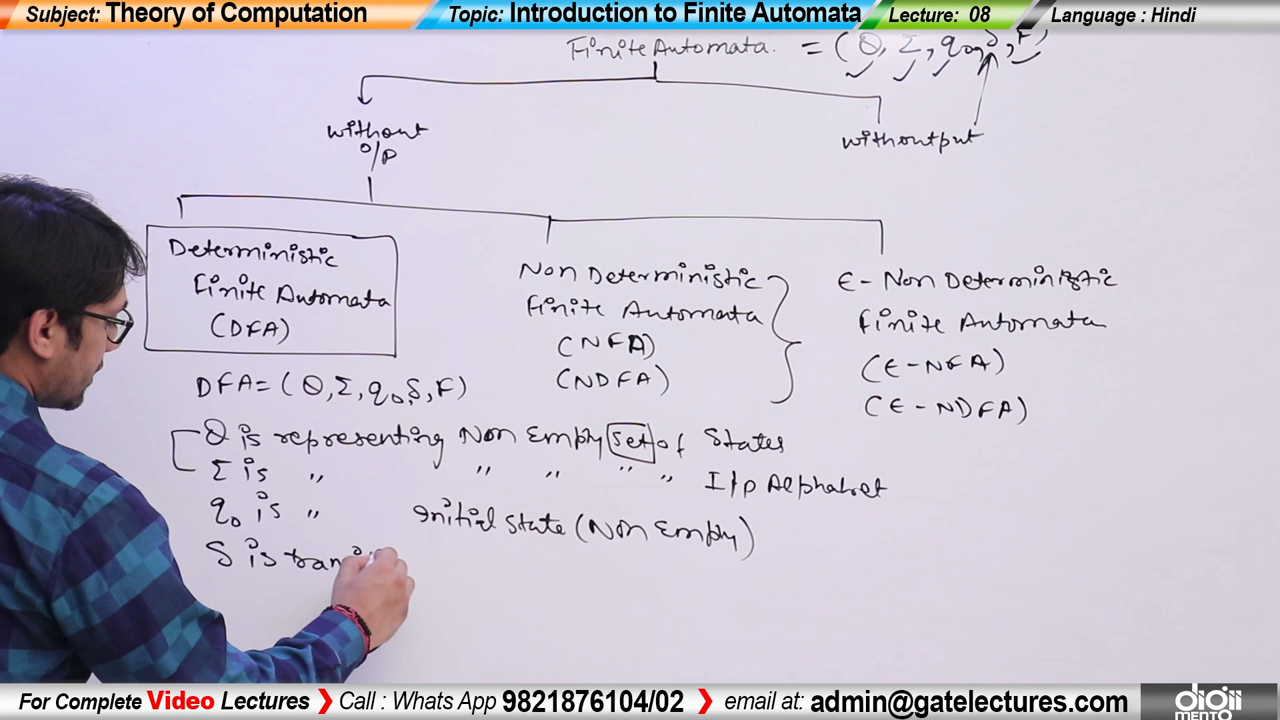 Subject: Theory of Computation
Topic: Introduction to Finite Automata
Lecture: 08
Language : Hindi
Finite Automata. = (Q, Σ, q₀, δ, F)
without
o/p
withoutput
Deterministic
Finite Automata
(DFA)
Non Deterministic
Finite Automata
(NFA)
(NDFA)
ϵ- Non Deterministic
Finite Automata
(ϵ-NFA)
(ϵ-NDFA)
DFA= (Q,Σ,q₀,δ,F)
Q is representing Non Empty Set of States
Σ is " " " " " I/p Alphabet
q₀ is " Initial State (Non Empty)
δ is
For Complete Video Lectures ❯ Call : Whats App 9821876104/02 ❯ email at: admin@gatelectures.com
digii
MENTO